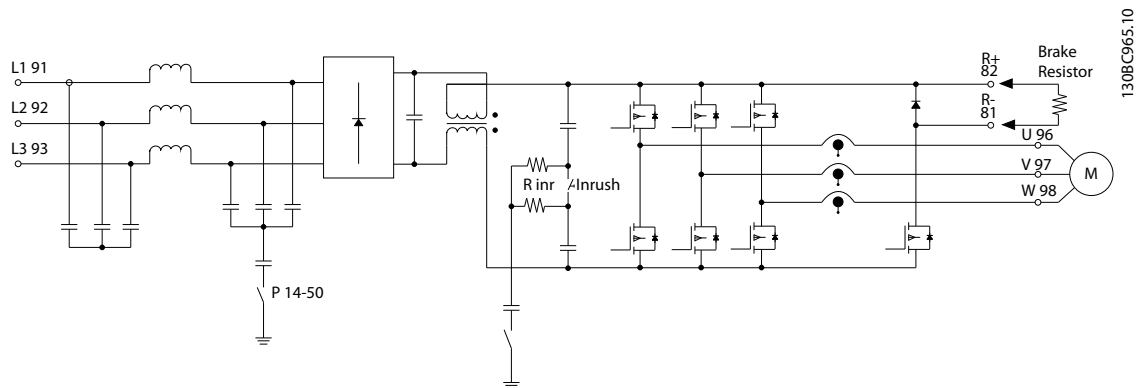 130BC965.10
L1 91
L2 92
L3 93
P 14-50
R inr
Inrush
R+
82
Brake
Resistor
R-
81
U 96
V 97
W 98
M